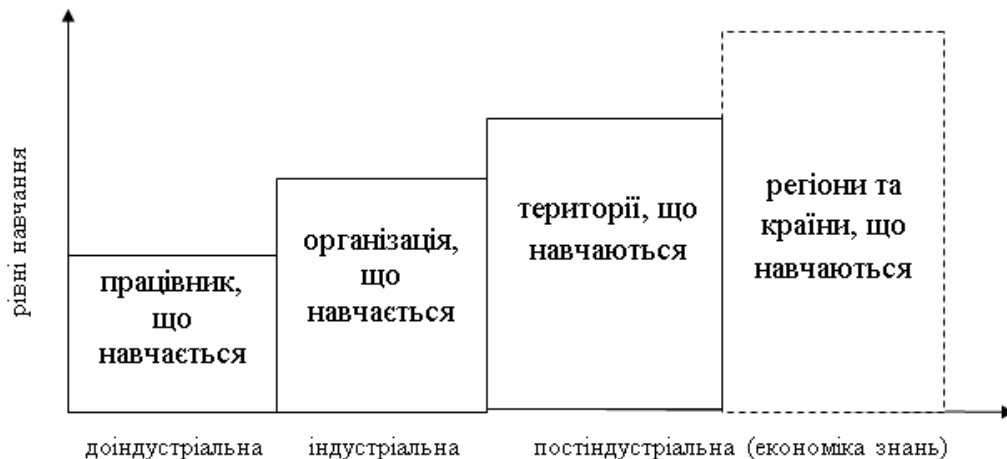 рівні навчання
працівник,
що
навчається
організація,
що
навчається
території, що
навчаються
регіони та
країни, що
навчаються
доіндустріальна індустріальна постіндустріальна (економіка знань)